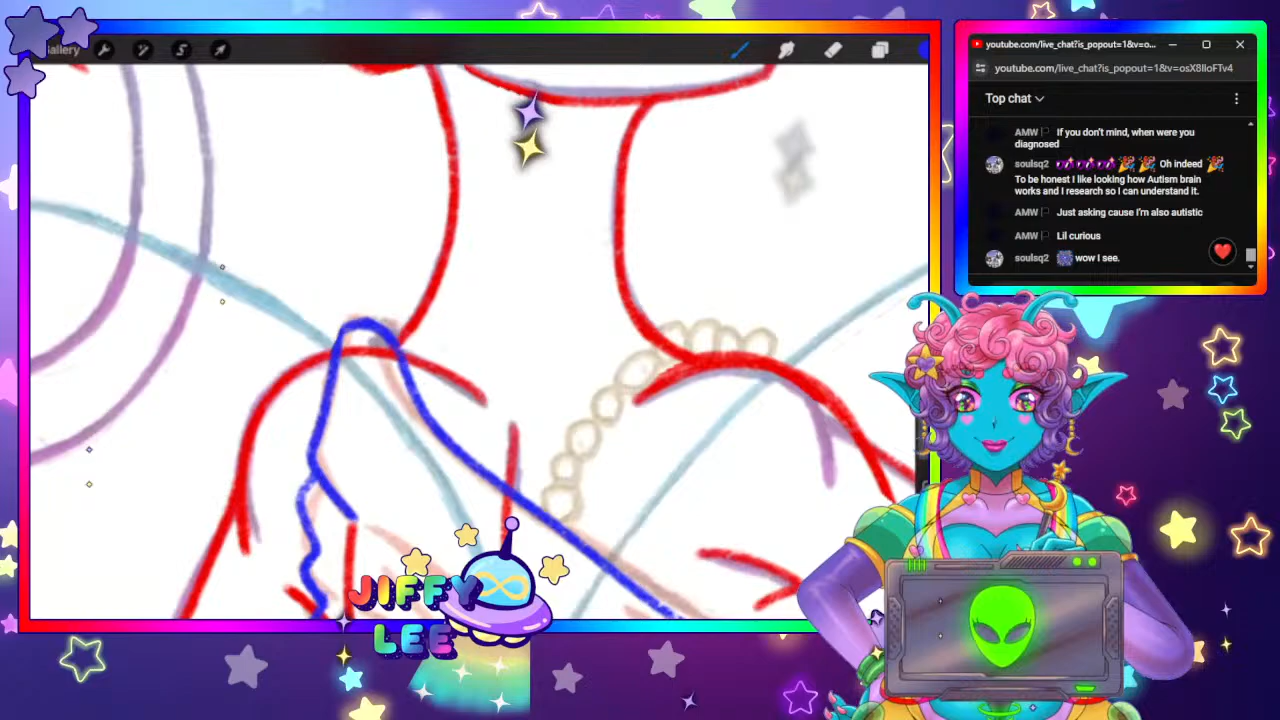 allery
youtube.com/live_chat?is_popout=1&v=o...
youtube.com/live_chat?is_popout=1&v=osX8IIoFTv4
Top chat
AMW If you don't mind, when were you
diagnosed
soulsq2 Oh indeed
To be honest I like looking how Autism brain
works and I research so I can understand it.
AMW Just asking cause I'm also autistic
AMW Lil curious
soulsq2 wow I see.
JIFFY
LEE